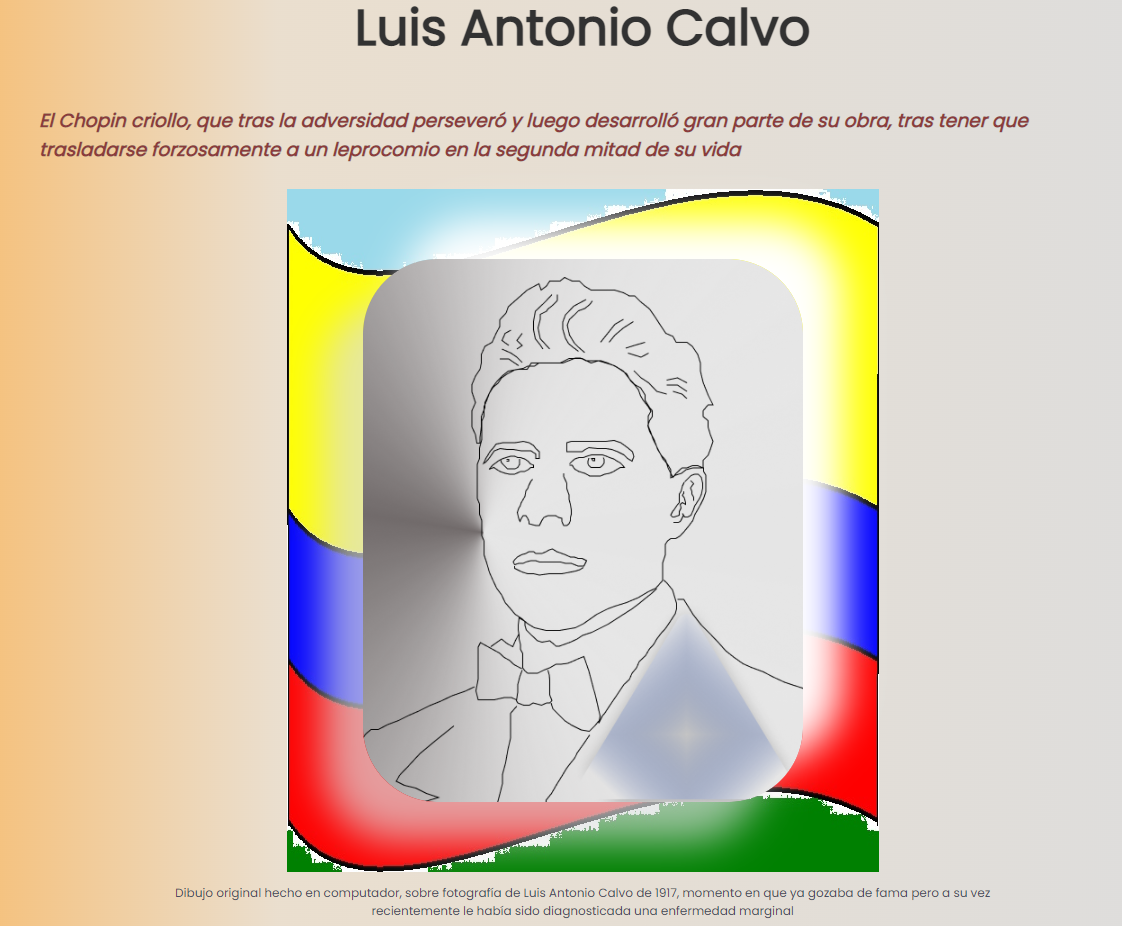 Luis Antonio Calvo
El Chopin criollo, que tras la adversidad perseveró y luego desarrolló gran parte de su obra, tras tener que
trasladarse forzosamente a un leprocomio en la segunda mitad de su vida
Dibujo original hecho en computador, sobre fotografía de Luis Antonio Calvo de 1917, momento en que ya gozaba de fama pero a su vez
recientemente le había sido diagnosticada una enfermedad marginal